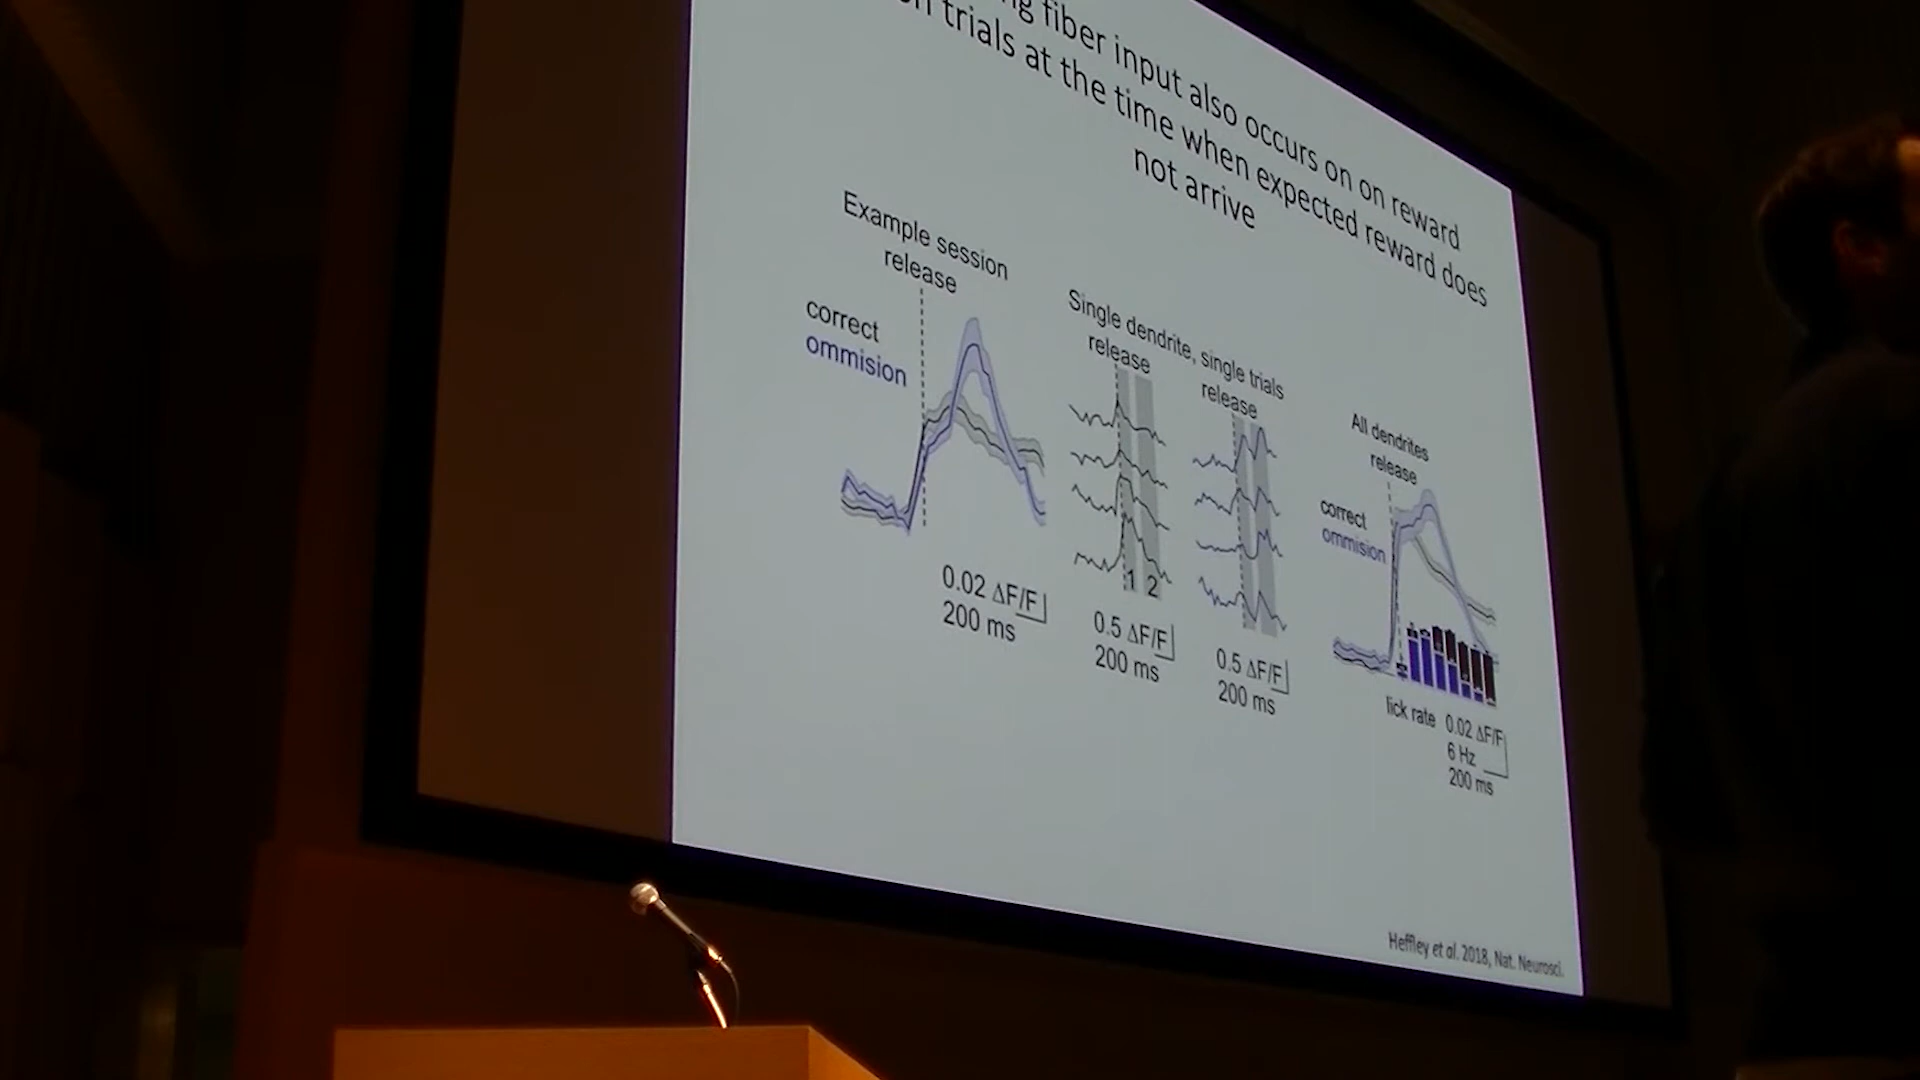 fiber input also occurs on on reward
trials at the time when expected reward does
not arrive
Example session
release
correct
ommision
0.02 ΔF/F
200 ms
Single dendrite, single trials
release
release
1 2
0.5 ΔF/F
200 ms
0.5 ΔF/F
200 ms
All dendrites
release
correct
ommision
lick rate
0.02 ΔF/F
6 Hz
200 ms
Heffley et al. 2018, Nat. Neurosci.